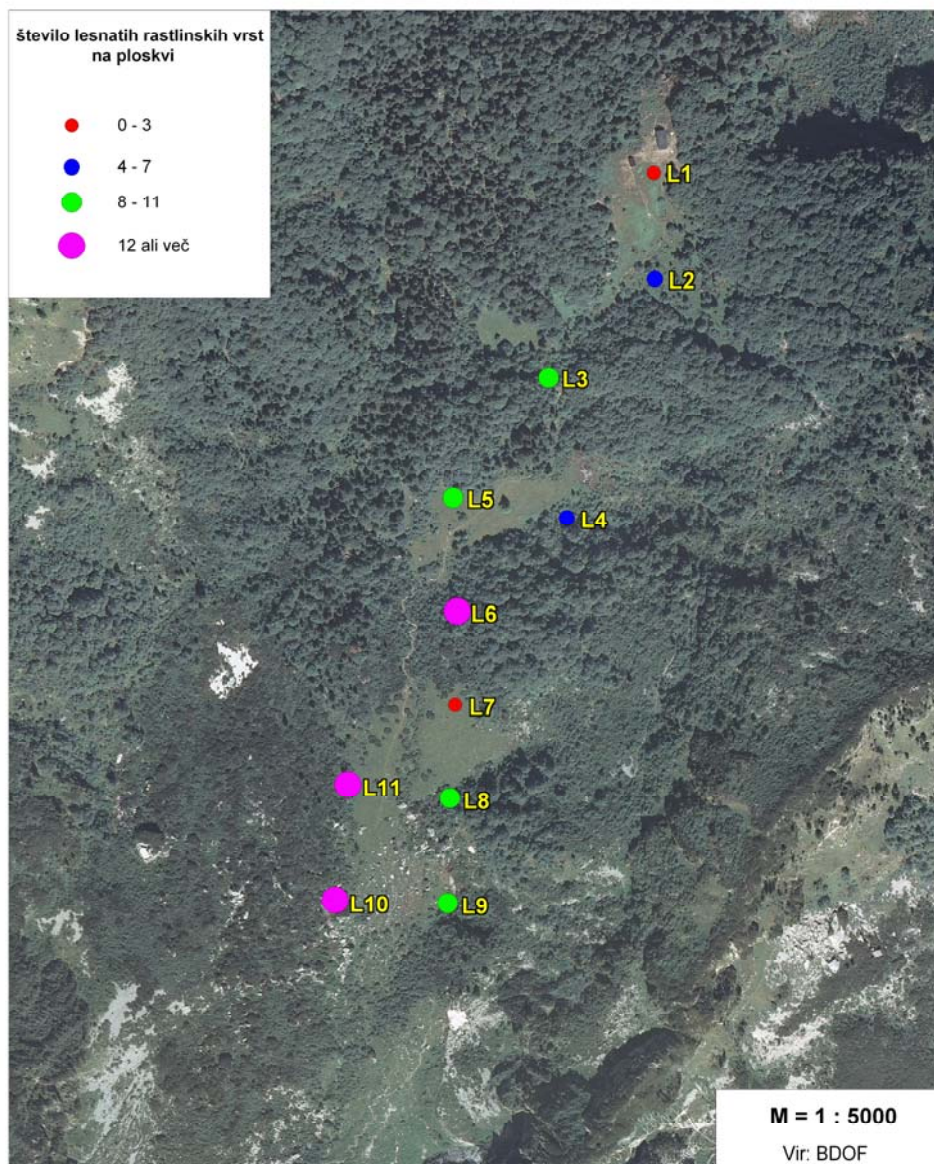 število lesnatih rastlinskih vrst
na ploskvi
0 - 3
4 - 7
8 - 11
12 ali več
L1
L2
L3
L5
L4
L6
L7
L11
L8
L10
L9
M = 1 : 5000
Vir: BDOF